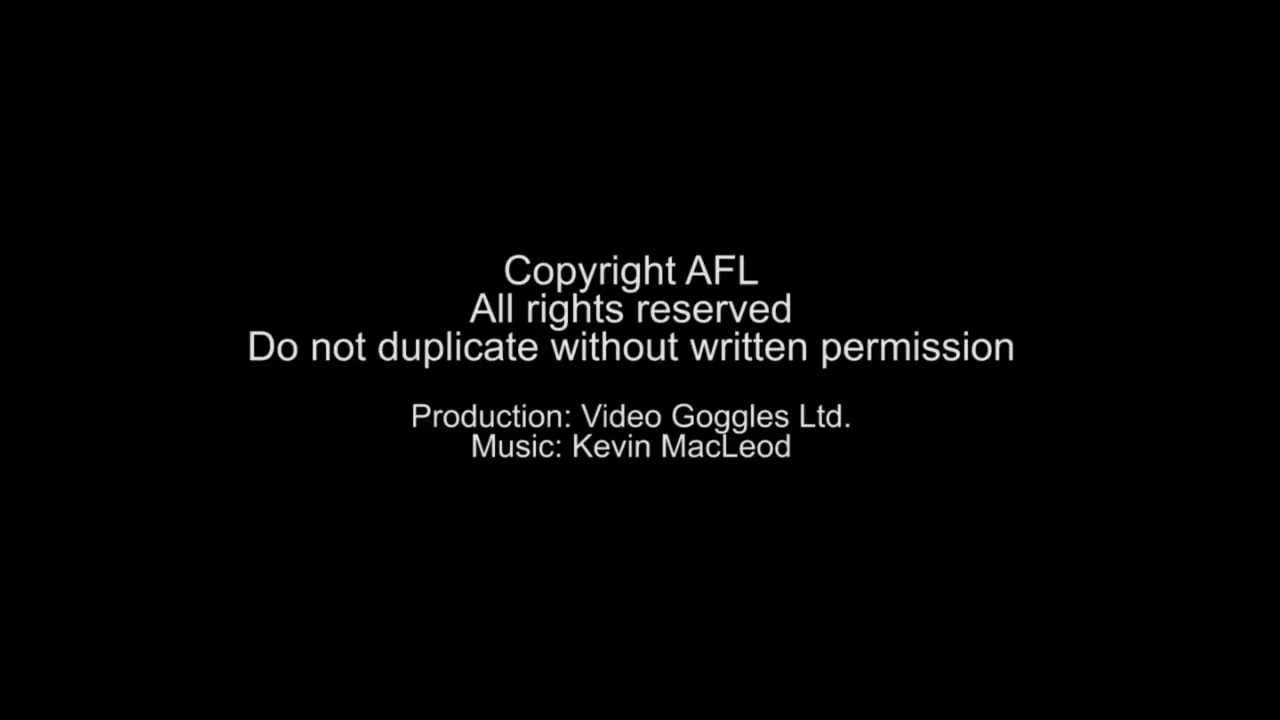 Copyright AFL
All rights reserved
Do not duplicate without written permission
Production: Video Goggles Ltd.
Music: Kevin MacLeod